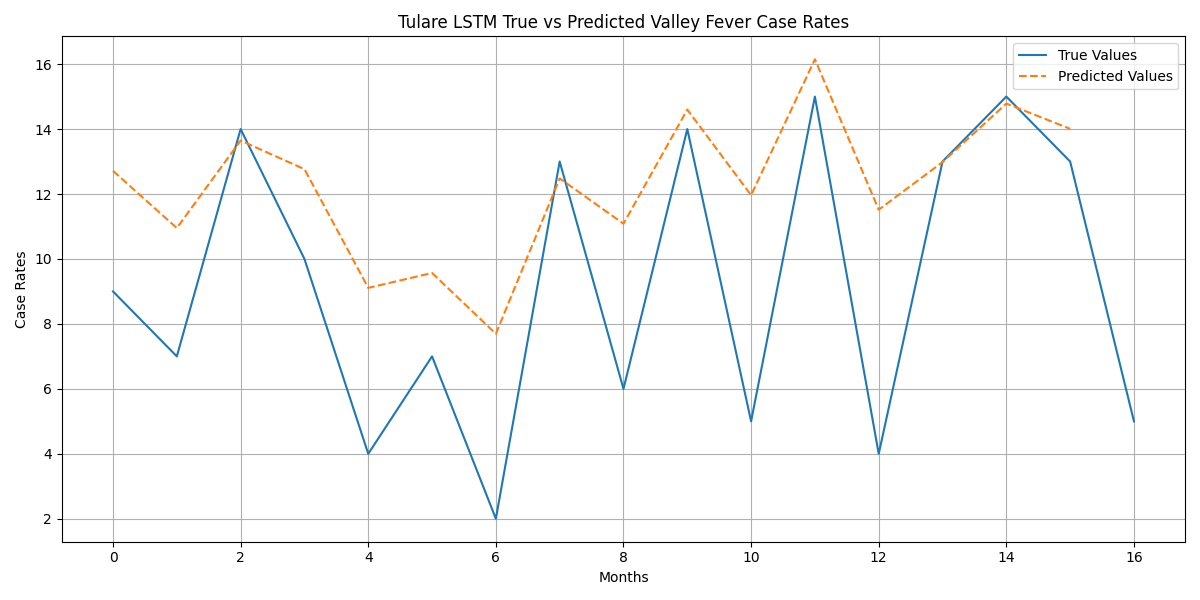 Tulare LSTM True vs Predicted Valley Fever Case Rates
True Values
Predicted Values
Case Rates
16
14
12
10
8
6
4
2
0 2 4 6 8 10 12 14 16
Months